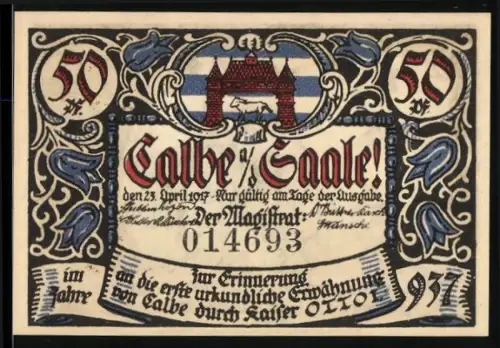 50 Pf.
50 Pf.
Calbe a/d Saale!
den 23. April 1917 - Nur gültig am Tage der Ausgabe.
Der Magistrat:
014693
im Jahre
zur Erinnerung
an die erste urkundliche Erwähnung
von Calbe durch Kaiser OTTO I.
937